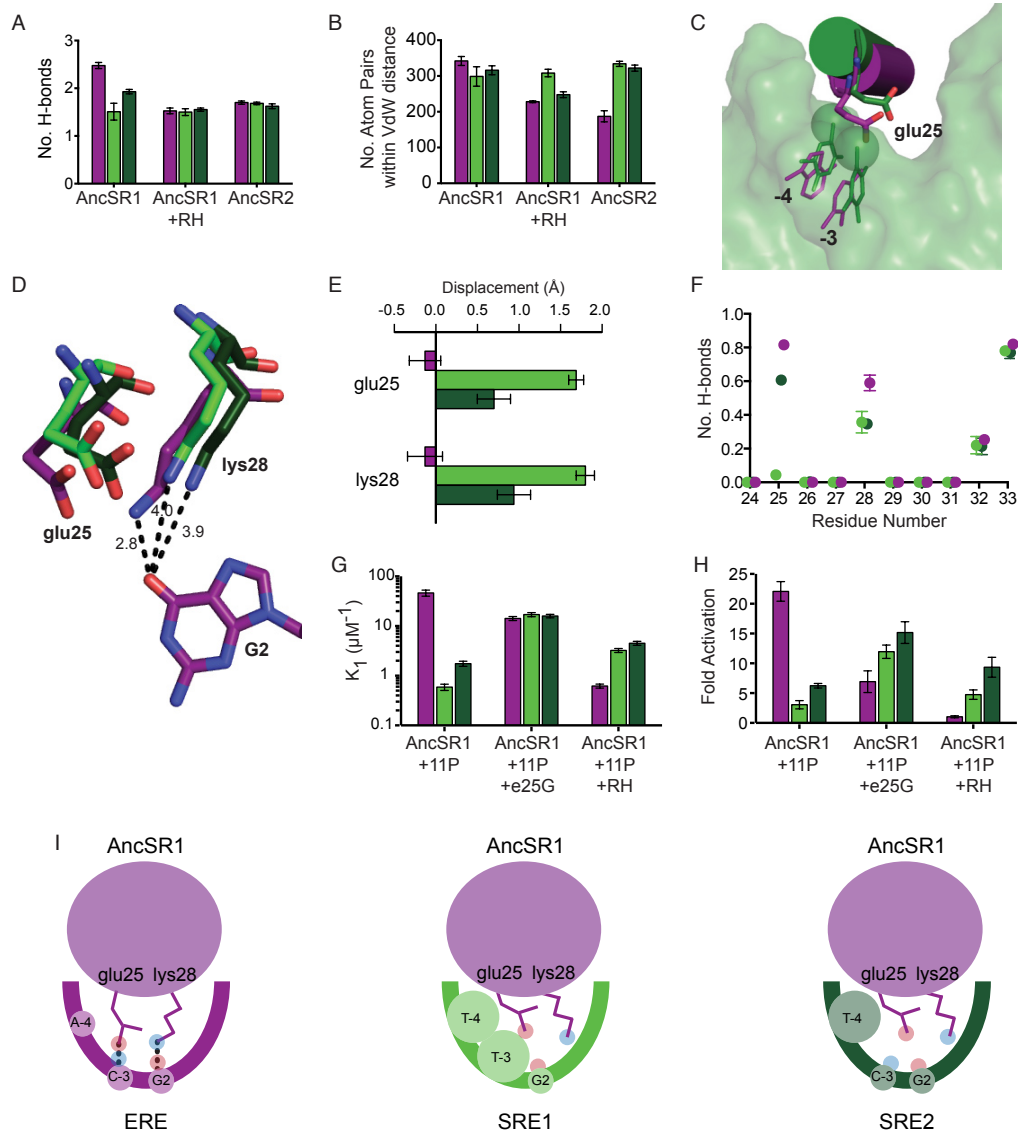 A
No. H-bonds
3
2
1
0
AncSR1
AncSR1
+RH
AncSR2
B
No. Atom Pairs
within VdW distance
400
300
200
100
0
AncSR1
AncSR1
+RH
AncSR2
C
glu25
-4
-3
D
glu25
lys28
2.8
4.0
3.9
G2
E
Displacement (Å)
-0.5 0.0 0.5 1.0 1.5 2.0
glu25
lys28
F
No. H-bonds
1.0
0.8
0.6
0.4
0.2
0.0
24 25 26 27 28 29 30 31 32 33
Residue Number
G
K1 (µM−1)
100
10
1
0.1
AncSR1
+11P
AncSR1
+11P
+e25G
AncSR1
+11P
+RH
H
Fold Activation
25
20
15
10
5
0
AncSR1
+11P
AncSR1
+11P
+e25G
AncSR1
+11P
+RH
I
AncSR1
glu25 lys28
A-4
C-3
G2
ERE
AncSR1
glu25 lys28
T-4
T-3
G2
SRE1
AncSR1
glu25 lys28
T-4
C-3
G2
SRE2